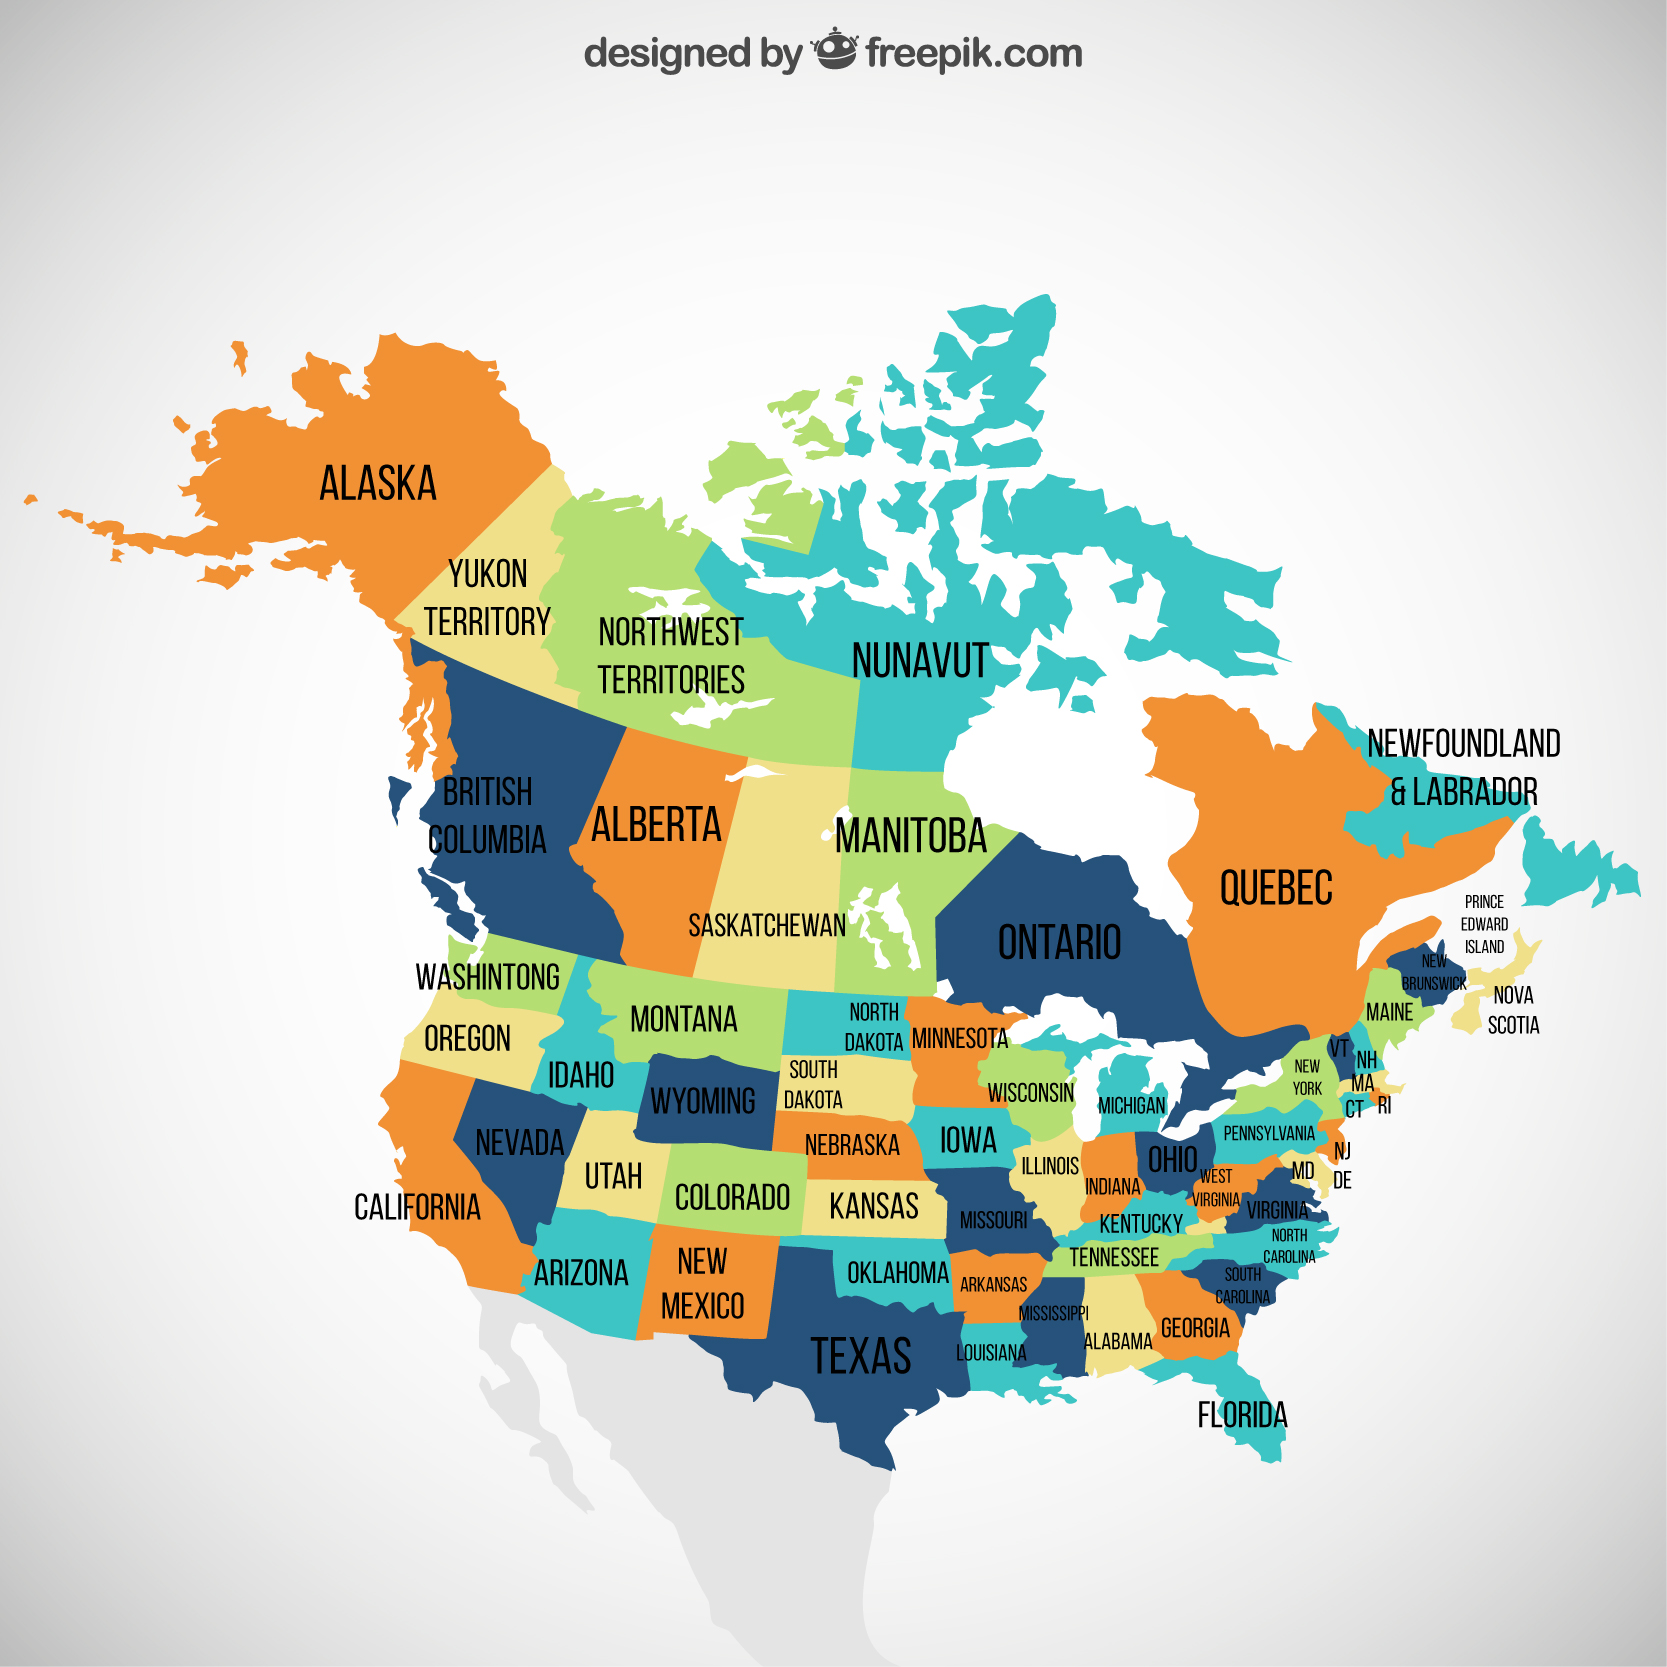 designed by freepik.com
ALASKA
YUKON
TERRITORY
NORTHWEST
TERRITORIES
NUNAVUT
BRITISH
COLUMBIA
ALBERTA
SASKATCHEWAN
MANITOBA
ONTARIO
QUEBEC
NEWFOUNDLAND
& LABRADOR
PRINCE
EDWARD
ISLAND
NEW
BRUNSWICK
NOVA
SCOTIA
WASHINTONG
OREGON
IDAHO
MONTANA
NORTH
DAKOTA
MINNESOTA
SOUTH
DAKOTA
WYOMING
WISCONSIN
MICHIGAN
NEW
YORK
VT
NH
MAINE
MA
CT
RI
CALIFORNIA
NEVADA
UTAH
COLORADO
NEBRASKA
IOWA
ILLINOIS
INDIANA
OHIO
PENNSYLVANIA
NJ
MD
DE
WEST
VIRGINIA
VIRGINIA
KANSAS
MISSOURI
KENTUCKY
NORTH
CAROLINA
TENNESSEE
ARIZONA
NEW
MEXICO
OKLAHOMA
ARKANSAS
SOUTH
CAROLINA
MISSISSIPPI
ALABAMA
GEORGIA
TEXAS
LOUISIANA
FLORIDA